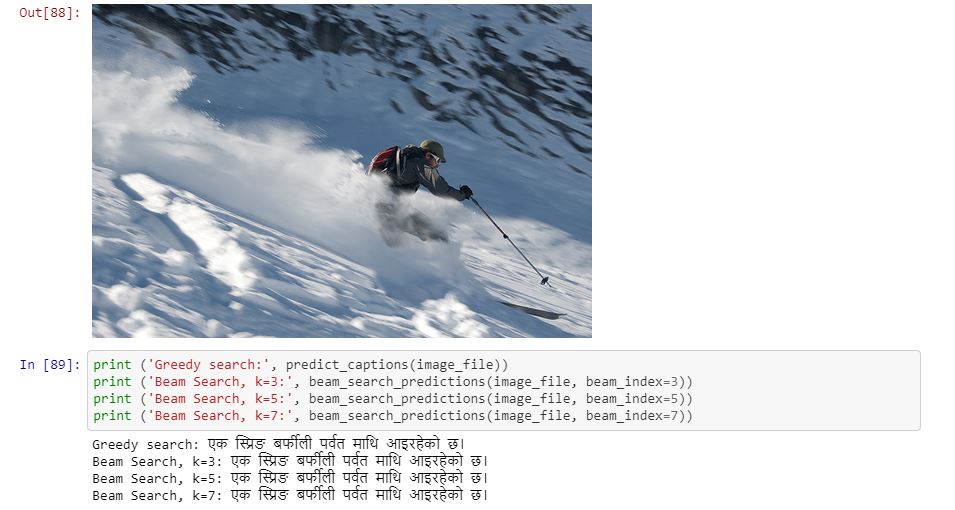 Out[88]:
In [89]: print ('Greedy search:', predict_captions(image_file))
print ('Beam Search, k=3:', beam_search_predictions(image_file, beam_index=3))
print ('Beam Search, k=5:', beam_search_predictions(image_file, beam_index=5))
print ('Beam Search, k=7:', beam_search_predictions(image_file, beam_index=7))
Greedy search: एक स्प्रिङ बर्फीली पर्वत माथि आइरहेको छ।
Beam Search, k=3: एक स्प्रिङ बर्फीली पर्वत माथि आइरहेको छ।
Beam Search, k=5: एक स्प्रिङ बर्फीली पर्वत माथि आइरहेको छ।
Beam Search, k=7: एक स्प्रिङ बर्फीली पर्वत माथि आइरहेको छ।